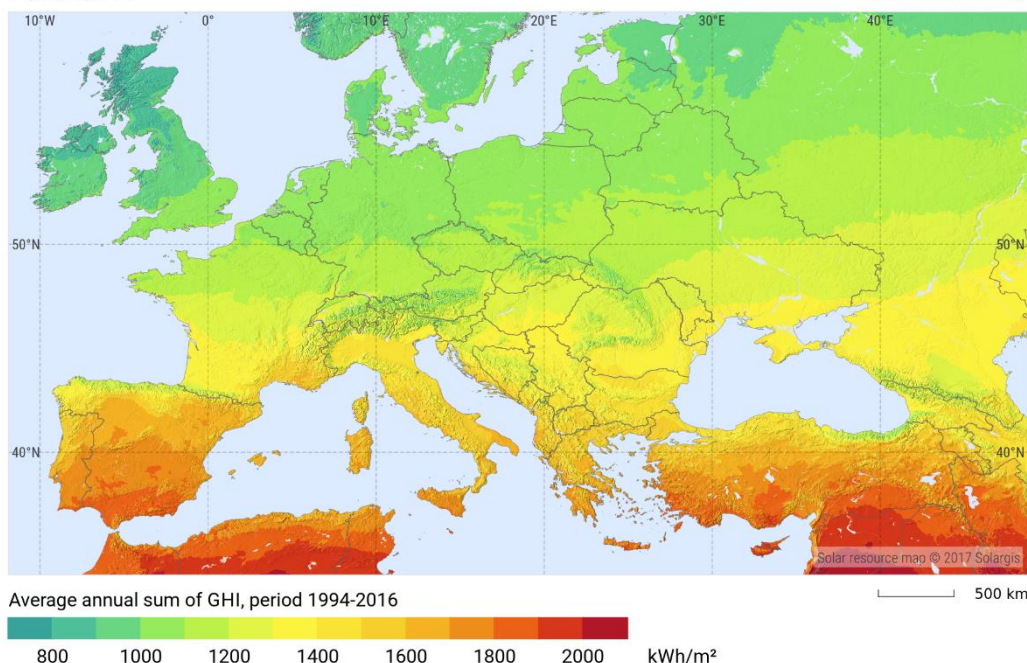 10°W 0° 10°E 20°E 30°E 40°E
50°N 50°N
40°N 40°N
Solar resource map © 2017 Solargis
Average annual sum of GHI, period 1994-2016
500 km
800 1000 1200 1400 1600 1800 2000 kWh/m²